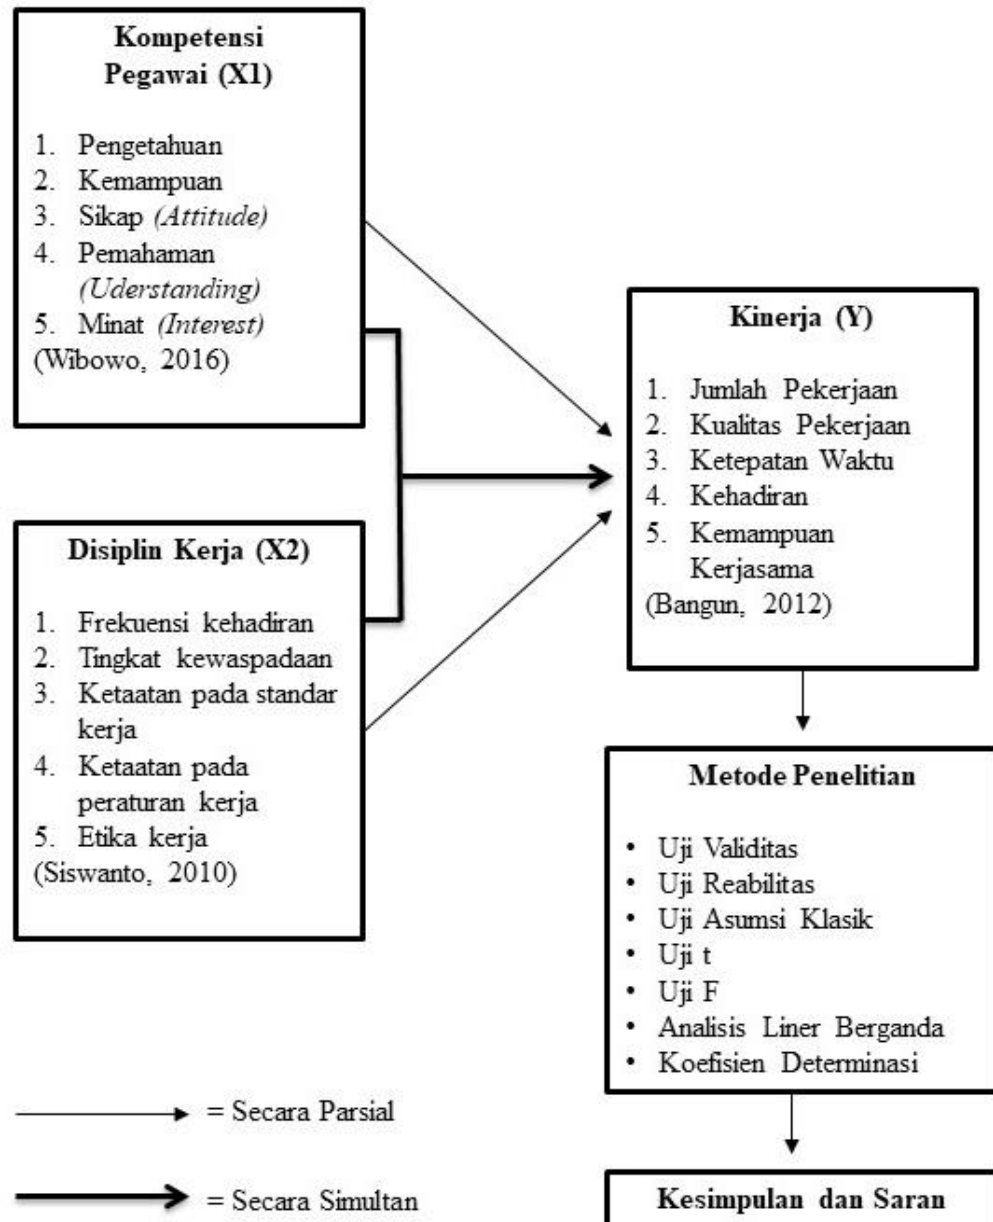 Kompetensi
Pegawai (X1)
1. Pengetahuan
2. Kemampuan
3. Sikap (Attitude)
4. Pemahaman
(Uderstanding)
5. Minat (Interest)
(Wibowo, 2016)
Disiplin Kerja (X2)
1. Frekuensi kehadiran
2. Tingkat kewaspadaan
3. Ketaatan pada standar
kerja
4. Ketaatan pada
peraturan kerja
5. Etika kerja
(Siswanto, 2010)
Kinerja (Y)
1. Jumlah Pekerjaan
2. Kualitas Pekerjaan
3. Ketepatan Waktu
4. Kehadiran
5. Kemampuan
Kerjasama
(Bangun, 2012)
Metode Penelitian
• Uji Validitas
• Uji Reabilitas
• Uji Asumsi Klasik
• Uji t
• Uji F
• Analisis Liner Berganda
• Koefisien Determinasi
= Secara Parsial
= Secara Simultan
Kesimpulan dan Saran